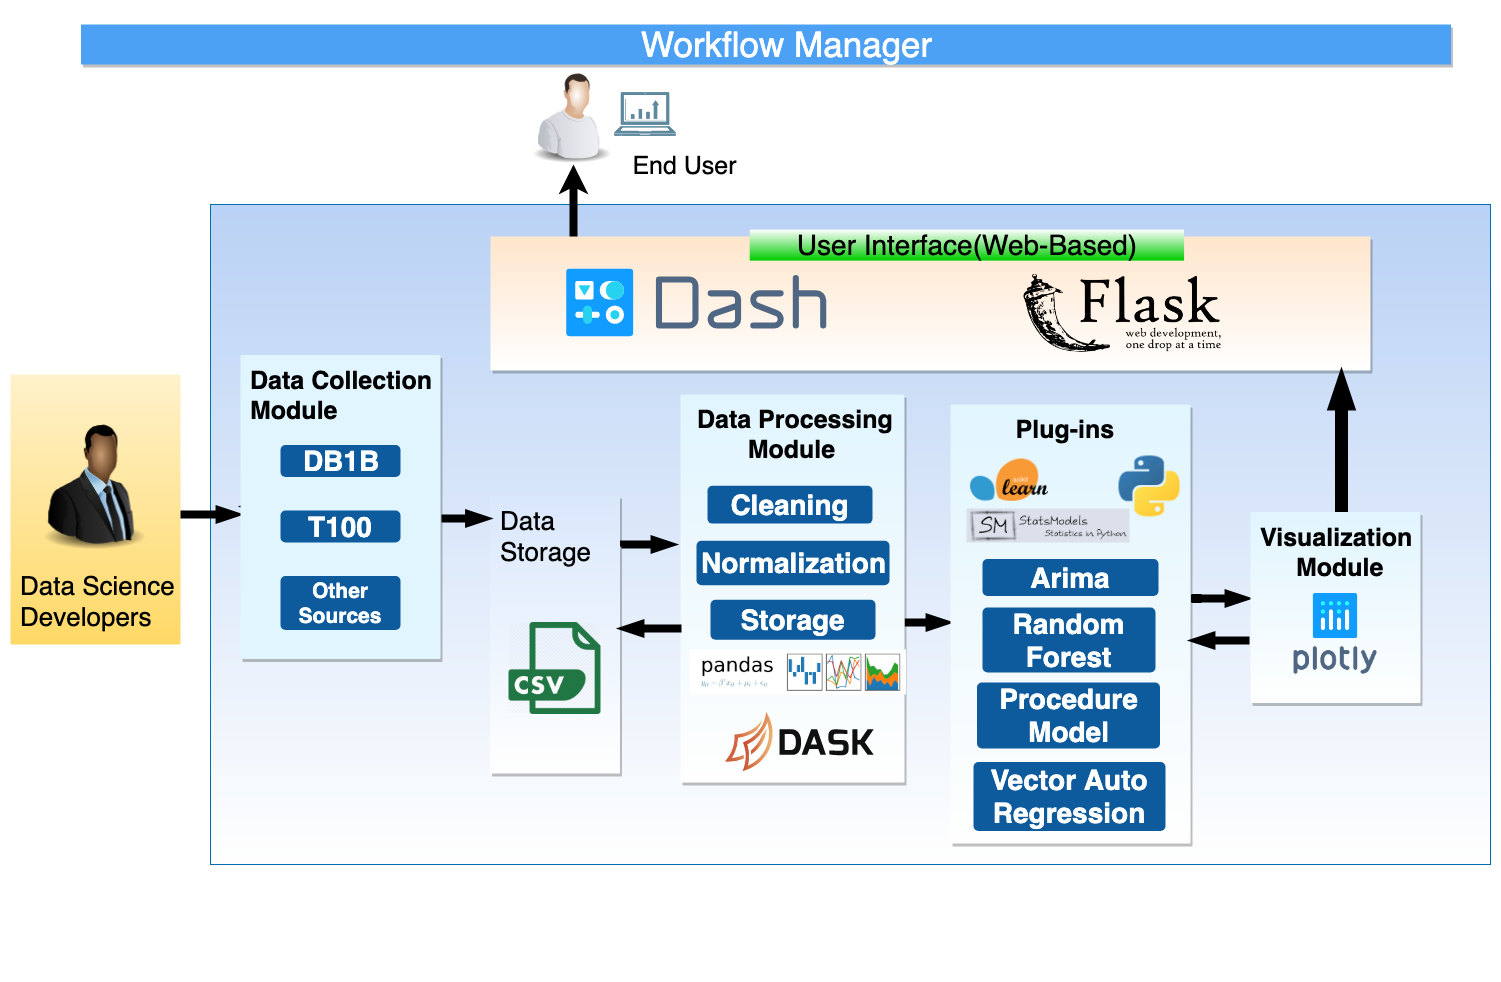 Workflow Manager
End User
User Interface(Web-Based)
Dash
Flask
web development,
one drop at a time
Data Science
Developers
Data Collection
Module
DB1B
T100
Other
Sources
Data
Storage
CSV
Data Processing
Module
Cleaning
Normalization
Storage
pandas
DASK
Plug-ins
learn
SM
StatsModels
Statistics in Python
Arima
Random
Forest
Procedure
Model
Vector Auto
Regression
Visualization
Module
plotly